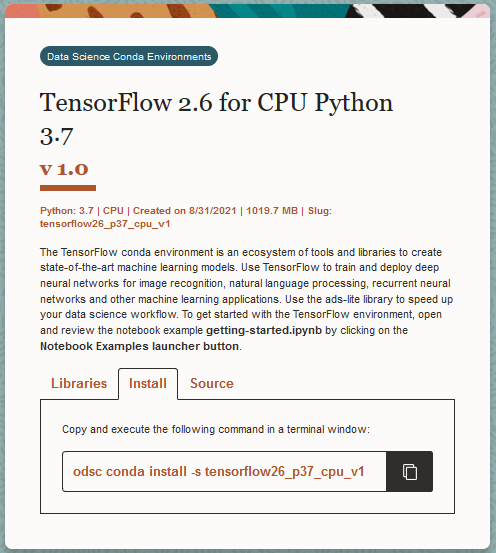 Data Science Conda Environments
TensorFlow 2.6 for CPU Python
3.7
v 1.0
Python: 3.7 | CPU | Created on 8/31/2021 | 1019.7 MB | Slug:
tensorflow26_p37_cpu_v1
The TensorFlow conda environment is an ecosystem of tools and libraries to create
state-of-the-art machine learning models. Use TensorFlow to train and deploy deep
neural networks for image recognition, natural language processing, recurrent neural
networks and other machine learning applications. Use the ads-lite library to speed up
your data science workflow. To get started with the TensorFlow environment, open
and review the notebook example getting-started.ipynb by clicking on the
Notebook Examples launcher button.
Libraries Install Source
Copy and execute the following command in a terminal window:
odsc conda install -s tensorflow26_p37_cpu_v1